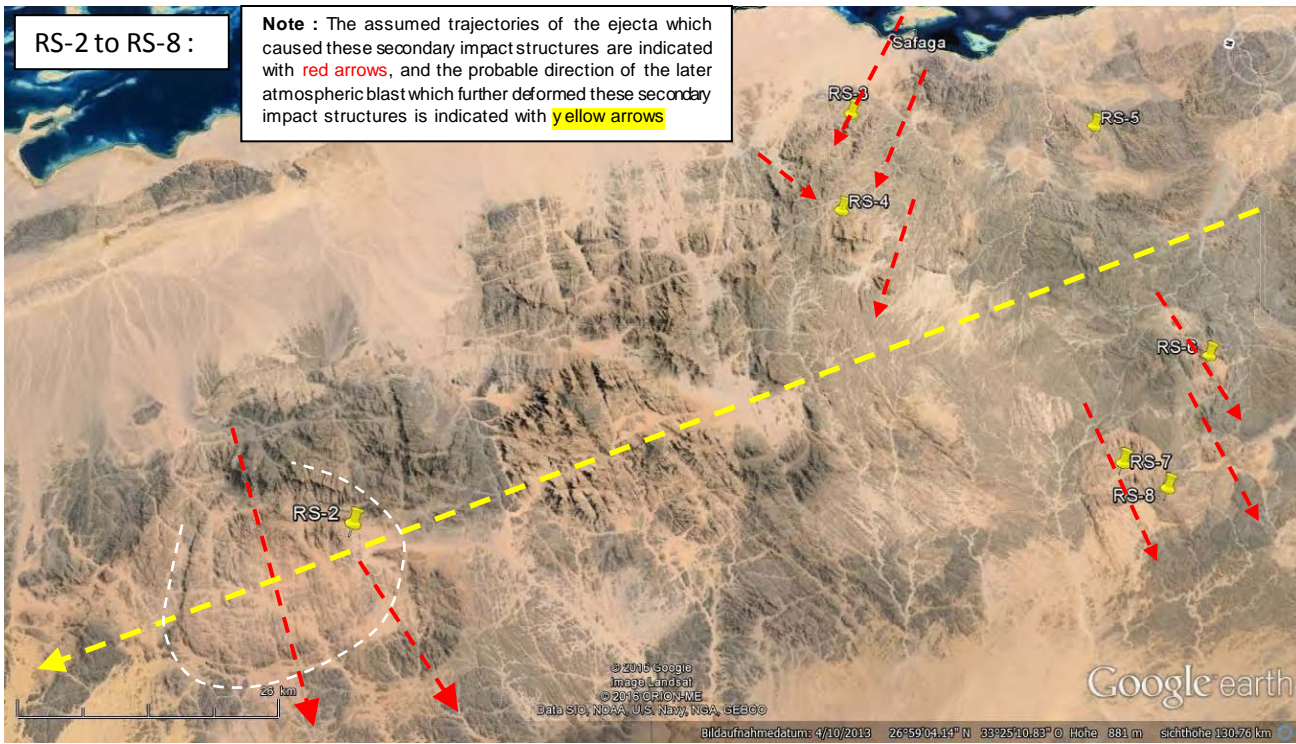 RS-2 to RS-8 :
Note : The assumed trajectories of the ejecta which
caused these secondary impact structures are indicated
with red arrows, and the probable direction of the later
atmospheric blast which further deformed these secondary
impact structures is indicated with yellow arrows
Safaga
RS-3
RS-5
RS-4
RS-6
RS-7
RS-8
RS-2
26 km
© 2016 Google
Image Landsat
© 2016 ORION-ME
Data SIO, NOAA, U.S. Navy, NGA, GEBCO
Google earth
Bildaufnahmedatum: 4/10/2013 26°59'04.14" N 33°25'10.83" O Höhe 881 m sichthöhe 130.76 km